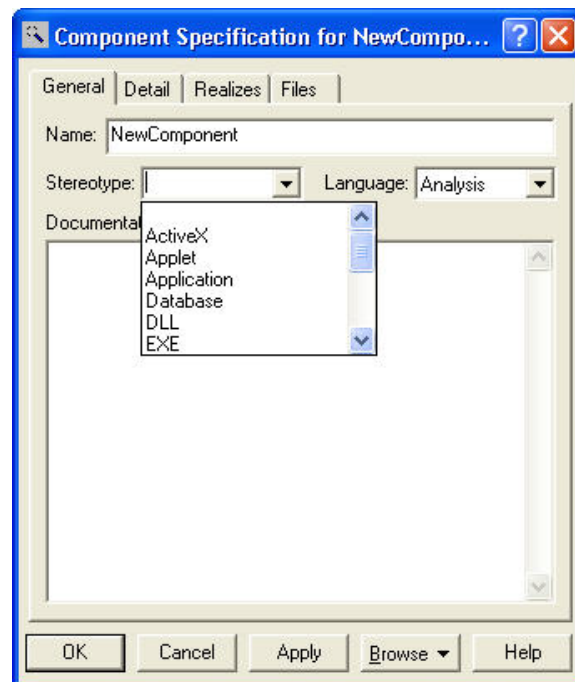 Component Specification for NewCompo...
General Detail Realizes Files
Name: NewComponent
Stereotype: Language: Analysis
ActiveX
Applet
Application
Database
DLL
EXE
OK Cancel Apply Browse Help